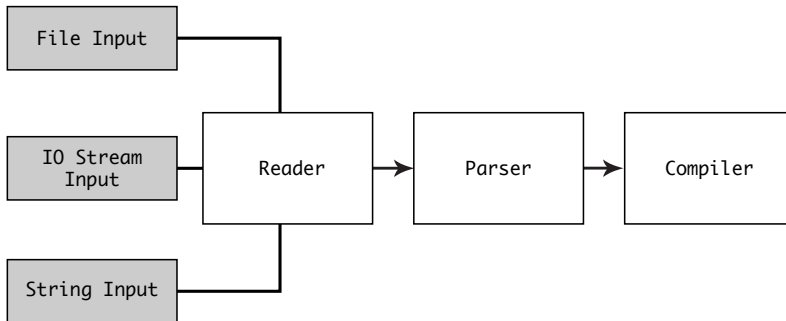 File Input
IO Stream
Input
Reader
Parser
Compiler
String Input